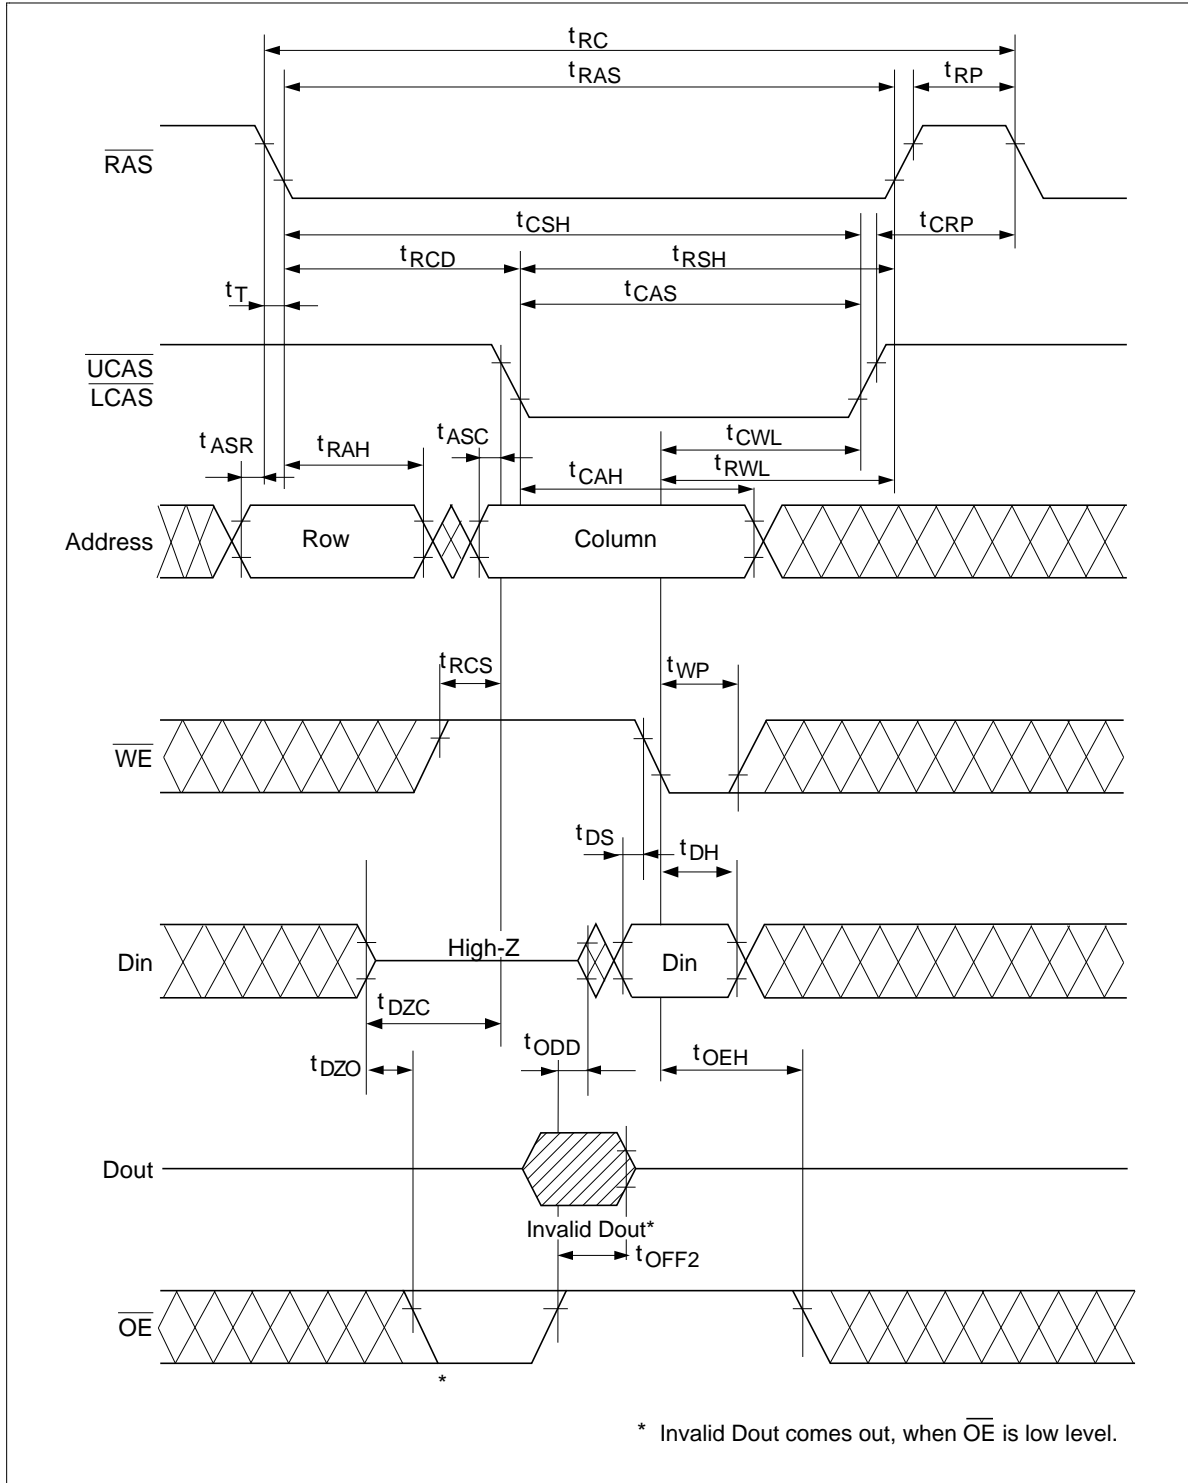 tRC
tRAS
tRP
RAS
tCSH
tCRP
tRCD
tRSH
tT
tCAS
UCAS
LCAS
tASR
tRAH
tASC
tCWL
tCAH
tRWL
Address
Row
Column
tRCS
tWP
WE
tDS
tDH
Din
High-Z
Din
tDZC
tODD
tOEH
tDZO
Dout
Invalid Dout*
tOFF2
OE
*
* Invalid Dout comes out, when OE is low level.